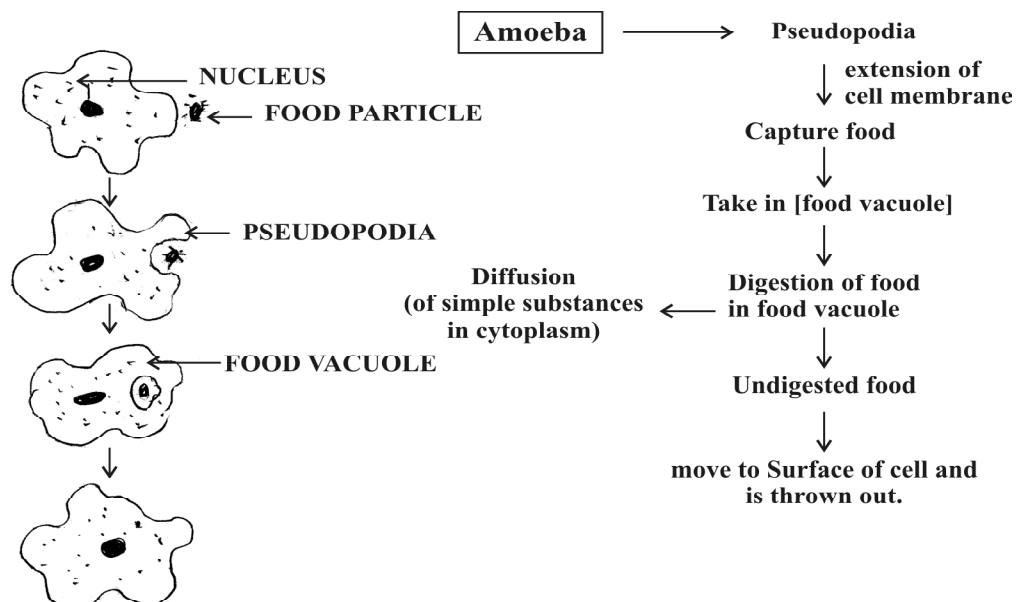 Amoeba
Pseudopodia
extension of
cell membrane
Capture food
Take in [food vacuole]
Digestion of food
in food vacuole
Diffusion
(of simple substances
in cytoplasm)
Undigested food
move to Surface of cell and
is thrown out.
NUCLEUS
FOOD PARTICLE
PSEUDOPODIA
FOOD VACUOLE